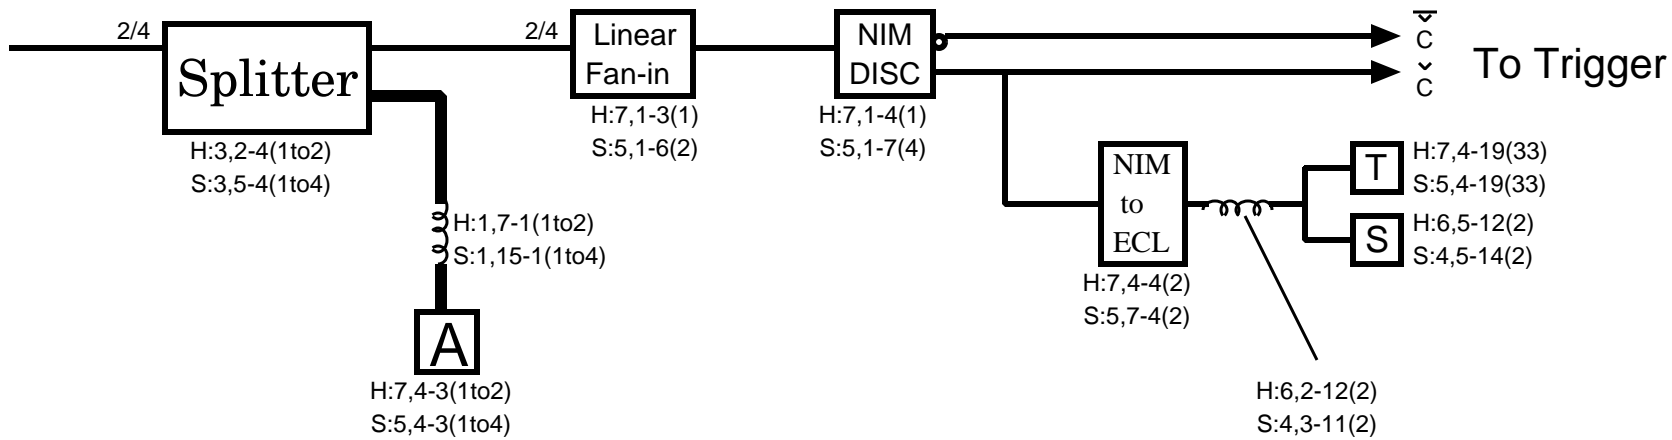 2/4
Splitter
H:3,2-4(1to2)
S:3,5-4(1to4)
H:1,7-1(1to2)
S:1,15-1(1to4)
A
H:7,4-3(1to2)
S:5,4-3(1to4)
2/4
Linear
Fan-in
H:7,1-3(1)
S:5,1-6(2)
NIM
DISC
H:7,1-4(1)
S:5,1-7(4)
C̅̌
Č
To Trigger
NIM
to
ECL
H:7,4-4(2)
S:5,7-4(2)
T
H:7,4-19(33)
S:5,4-19(33)
S
H:6,5-12(2)
S:4,5-14(2)
H:6,2-12(2)
S:4,3-11(2)